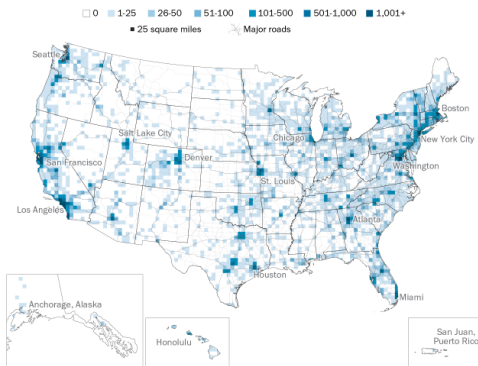 0 1-25 26-50 51-100 101-500 501-1,000 1,001+
25 square miles Major roads
Seattle
Boston
Salt Lake City
Chicago
New York City
San Francisco
Denver
Washington
St. Louis
Los Angeles
Atlanta
Houston
Miami
Anchorage, Alaska
Honolulu
San Juan,
Puerto Rico